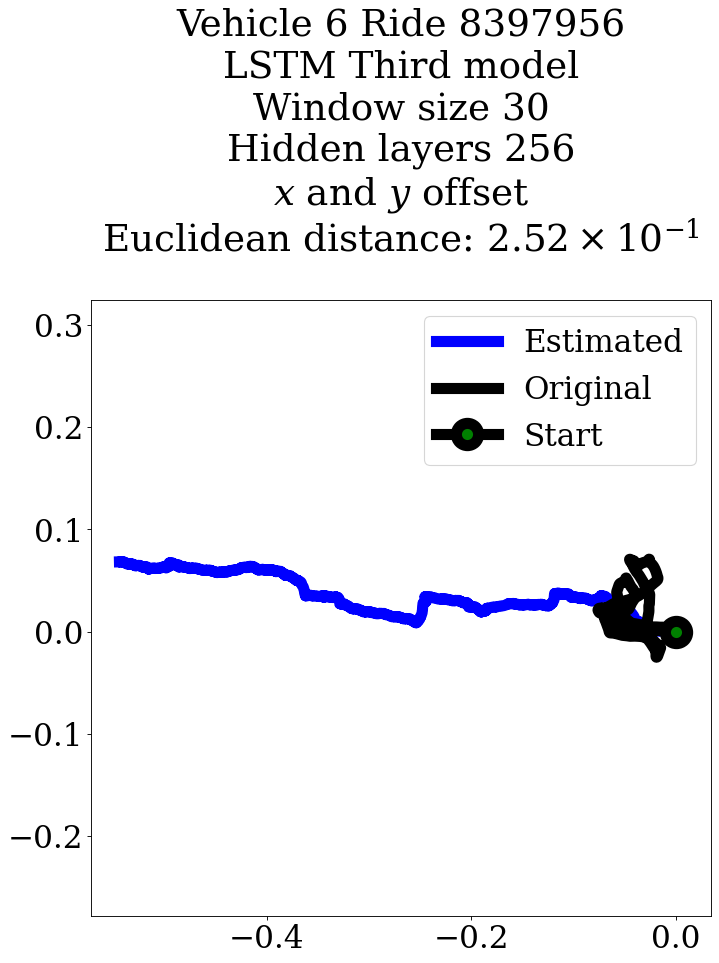 Vehicle 6 Ride 8397956
LSTM Third model
Window size 30
Hidden layers 256
x and y offset
Euclidean distance: 2.52 × 10⁻¹
Estimated
Original
Start
0.3
0.2
0.1
0.0
−0.1
−0.2
−0.4 −0.2 0.0